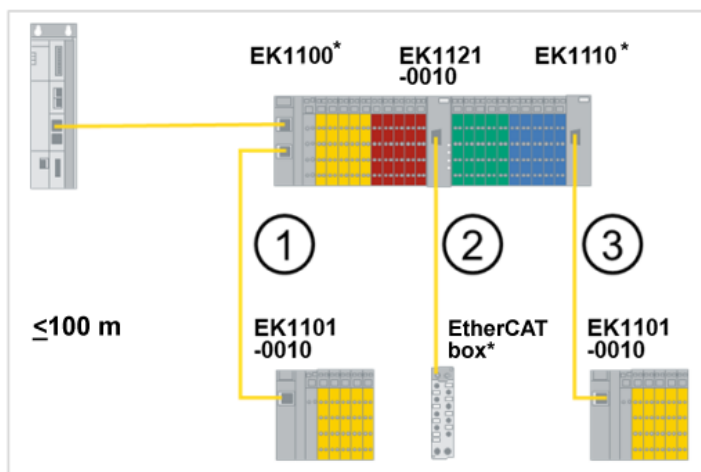 EK1100*
EK1121
-0010
EK1110*
1
2
3
≤100 m
EK1101
-0010
EtherCAT
box*
EK1101
-0010